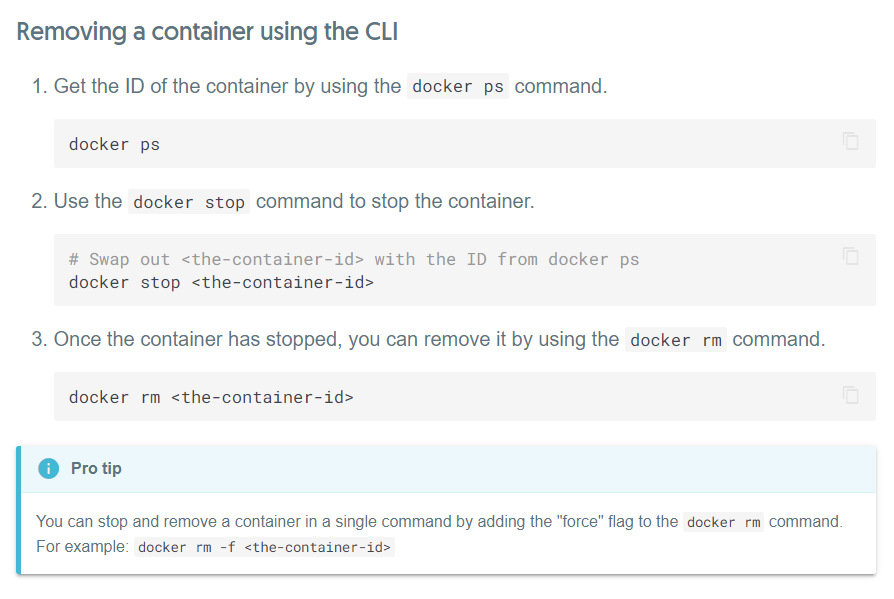 Removing a container using the CLI
1. Get the ID of the container by using the docker ps command.
docker ps
2. Use the docker stop command to stop the container.
# Swap out <the-container-id> with the ID from docker ps
docker stop <the-container-id>
3. Once the container has stopped, you can remove it by using the docker rm command.
docker rm <the-container-id>
Pro tip
You can stop and remove a container in a single command by adding the "force" flag to the docker rm command.
For example: docker rm -f <the-container-id>